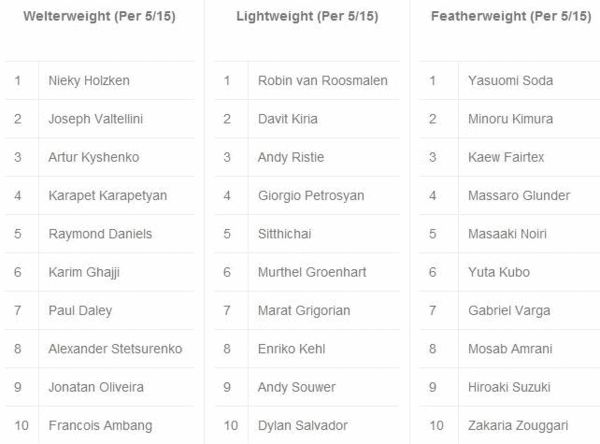 Welterweight (Per 5/15)
1 Nieky Holzken
2 Joseph Valtellini
3 Artur Kyshenko
4 Karapet Karapetyan
5 Raymond Daniels
6 Karim Ghajji
7 Paul Daley
8 Alexander Stetsurenko
9 Jonatan Oliveira
10 Francois Ambang
Lightweight (Per 5/15)
1 Robin van Roosmalen
2 Davit Kiria
3 Andy Ristie
4 Giorgio Petrosyan
5 Sitthichai
6 Murthel Groenhart
7 Marat Grigorian
8 Enriko Kehl
9 Andy Souwer
10 Dylan Salvador
Featherweight (Per 5/15)
1 Yasuomi Soda
2 Minoru Kimura
3 Kaew Fairtex
4 Massaro Glunder
5 Masaaki Noiri
6 Yuta Kubo
7 Gabriel Varga
8 Mosab Amrani
9 Hiroaki Suzuki
10 Zakaria Zouggari